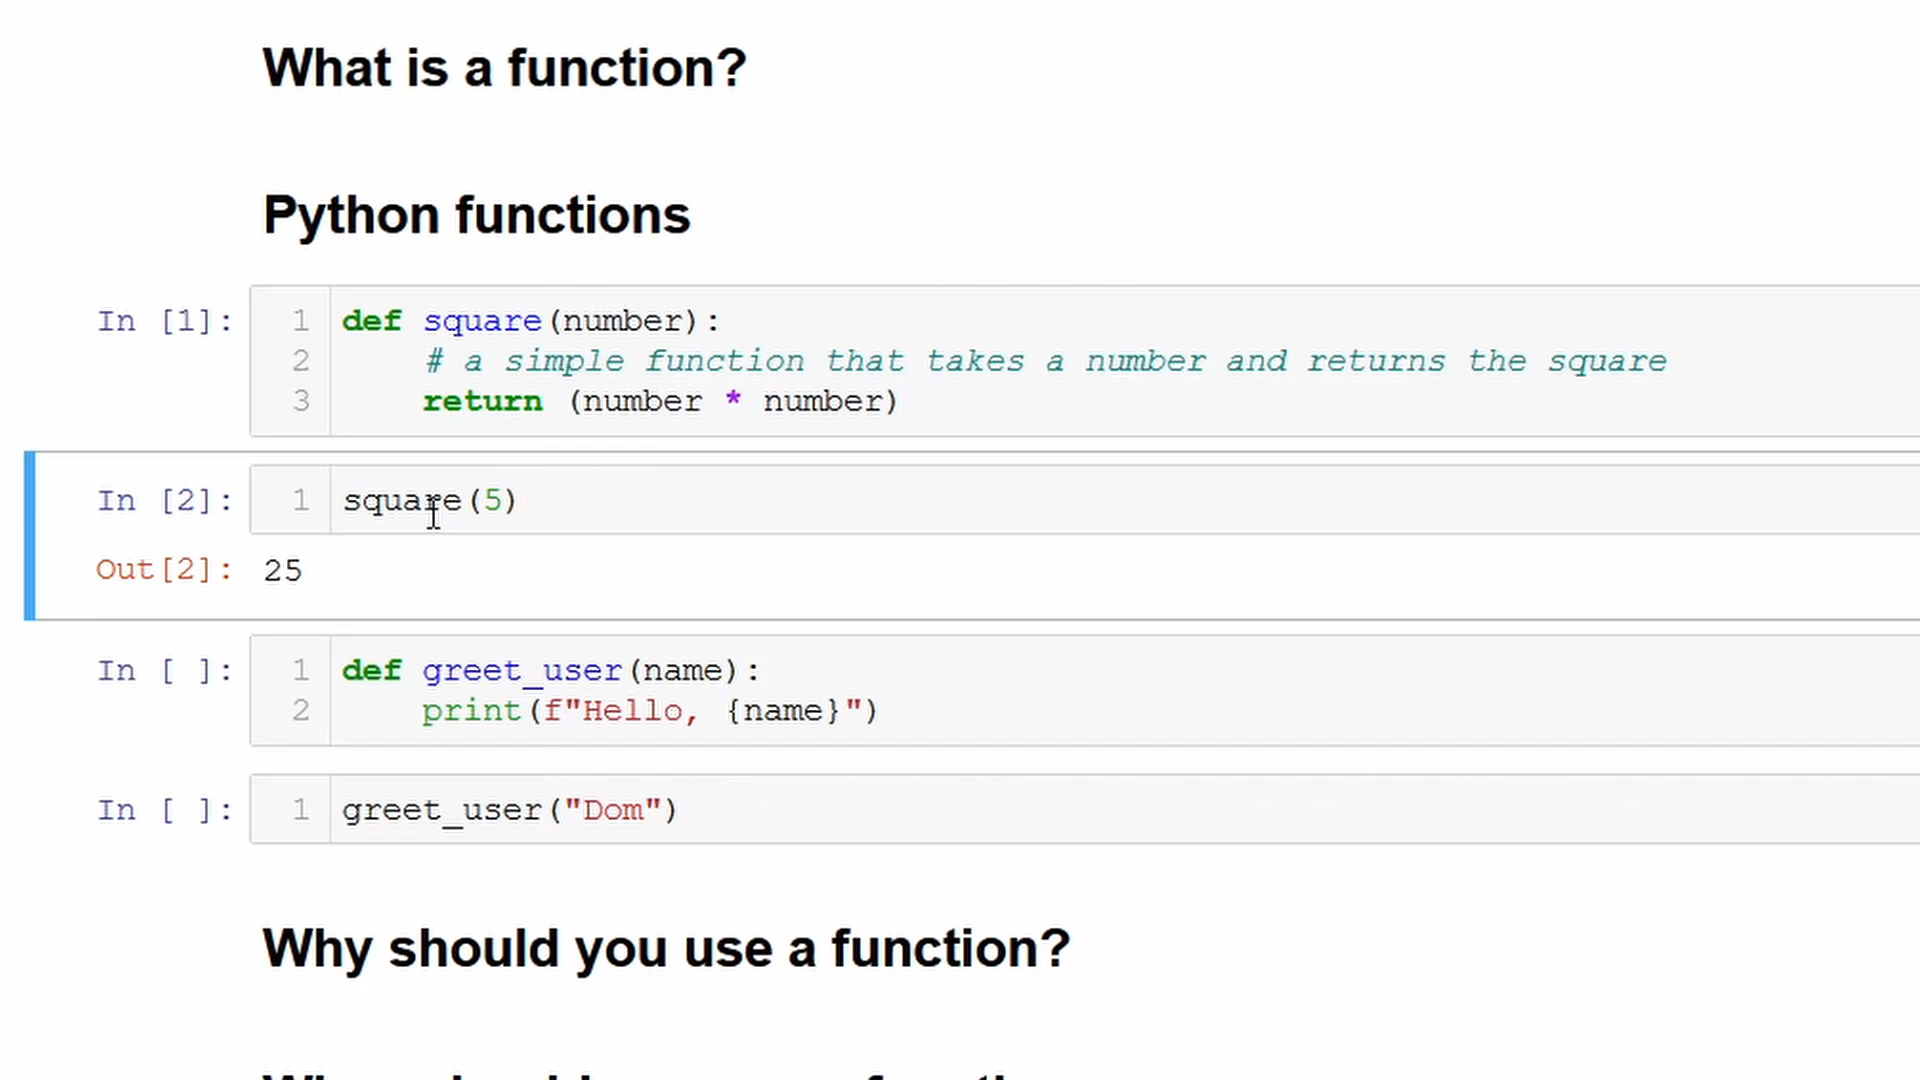 What is a function?
Python functions
In [1]:
1 def square(number):
2 # a simple function that takes a number and returns the square
3 return (number * number)
In [2]:
1 square(5)
Out[2]: 25
In [ ]:
1 def greet_user(name):
2 print(f"Hello, {name}")
In [ ]:
1 greet_user("Dom")
Why should you use a function?